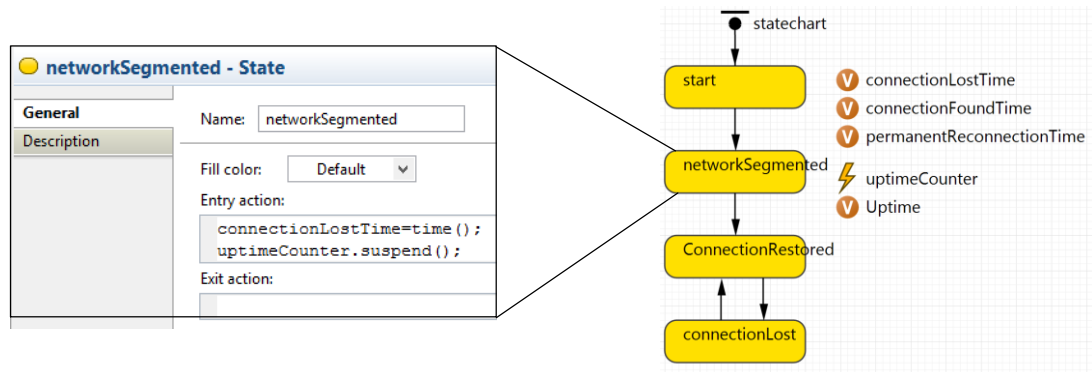 networkSegmented - State
General
Description
Name: networkSegmented
Fill color: Default
Entry action:
connectionLostTime=time();
uptimeCounter.suspend();
Exit action:
statechart
start
networkSegmented
ConnectionRestored
connectionLost
V connectionLostTime
V connectionFoundTime
V permanentReconnectionTime
uptimeCounter
V Uptime